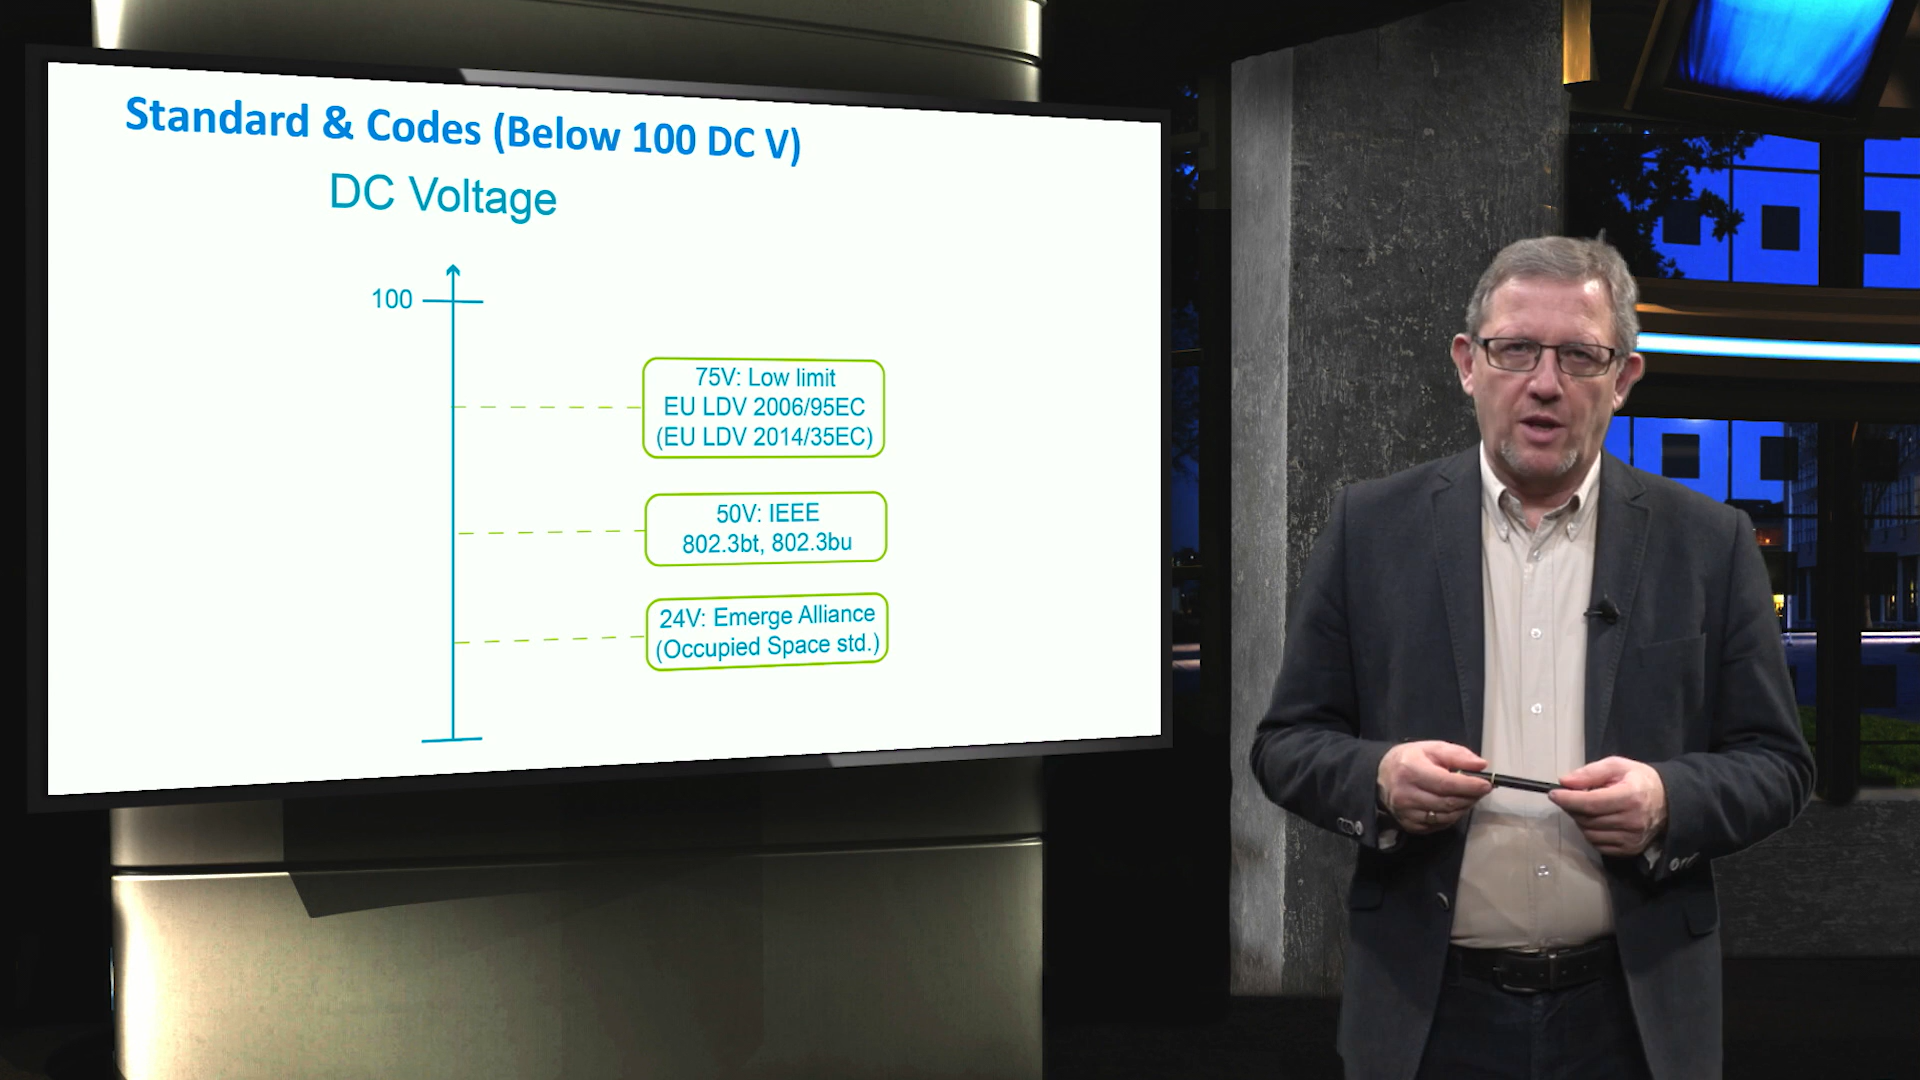 Standard & Codes (Below 100 DC V)
DC Voltage
100
75V: Low limit
EU LDV 2006/95EC
(EU LDV 2014/35EC)
50V: IEEE
802.3bt, 802.3bu
24V: Emerge Alliance
(Occupied Space std.)